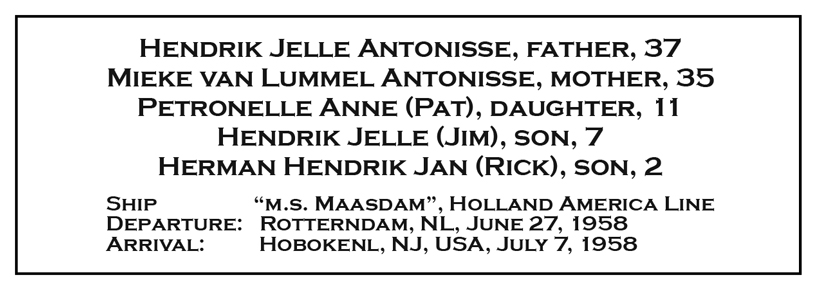 Hendrik Jelle Antonisse, father, 37
Mieke van Lummel Antonisse, mother, 35
Petronelle Anne (Pat), daughter, 11
Hendrik Jelle (Jim), son, 7
Herman Hendrik Jan (Rick), son, 2
Ship “m.s. Maasdam”, Holland America Line
Departure: Rotterndam, NL, June 27, 1958
Arrival: Hobokenl, NJ, USA, July 7, 1958